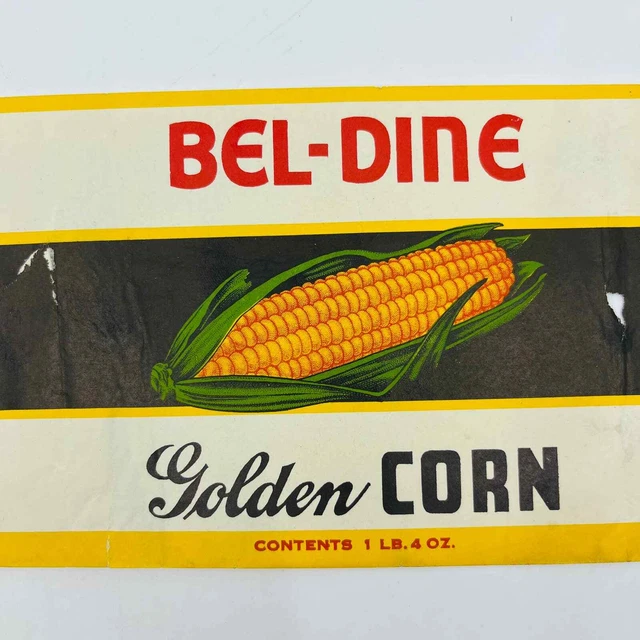 BEL-DINE
Golden CORN
CONTENTS 1 LB. 4 OZ.